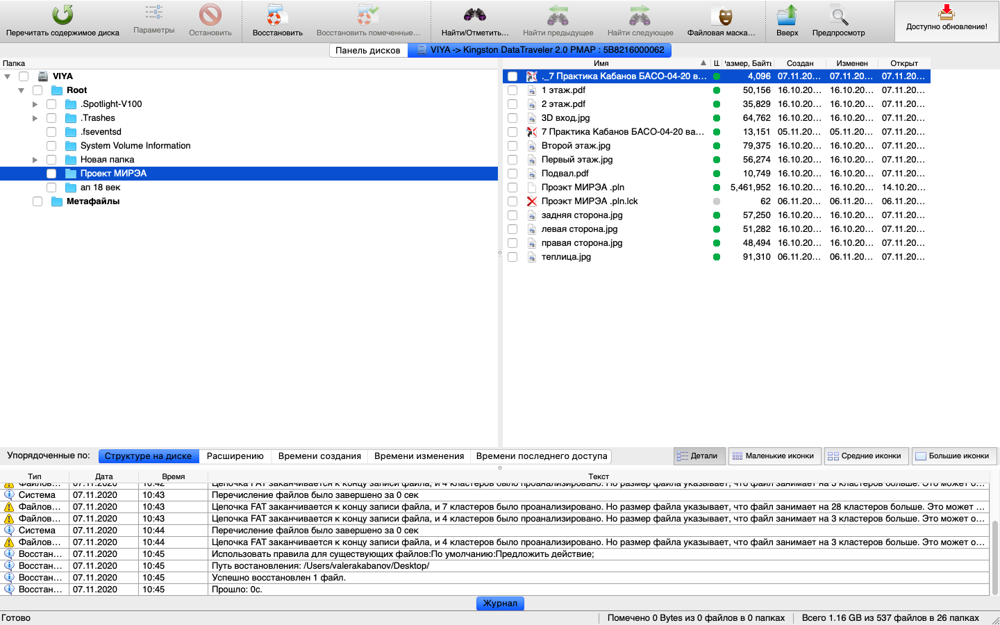 Перечитать содержимое диска
Параметры
Остановить
Восстановить
Восстановить помеченные...
Найти/Отметить...
Найти предыдущее
Найти следующее
Файловая маска...
Вверх
Предпросмотр
Доступно обновление!
Панель дисков
VIYA -> Kingston DataTraveler 2.0 PMAP : 5B8216000062
Папка
VIYA
Root
.Spotlight-V100
.Trashes
.fseventsd
System Volume Information
Новая папка
Проект МИРЭА
ап 18 век
Метафайлы
Имя Ц Размер, Байты Создан Изменен Открыт
._7 Практика Кабанов БАСО-04-20 в... 4,096 07.11.20... 07.11.20... 07.11.20...
1 этаж.pdf 50,156 16.10.20... 16.10.20... 07.11.20...
2 этаж.pdf 35,829 16.10.20... 16.10.20... 07.11.20...
3D вход.jpg 64,762 16.10.20... 16.10.20... 07.11.20...
7 Практика Кабанов БАСО-04-20 ва... 13,151 05.11.20... 05.11.20... 07.11.20...
Второй этаж.jpg 79,375 16.10.20... 16.10.20... 07.11.20...
Первый этаж.jpg 56,274 16.10.20... 16.10.20... 07.11.20...
Подвал.pdf 10,749 16.10.20... 16.10.20... 07.11.20...
Проэкт МИРЭА .pln 5,461,952 16.10.20... 16.10.20... 14.10.20...
Проэкт МИРЭА .pln.lck 62 06.11.20... 06.11.20... 06.11.20...
задняя сторона.jpg 57,250 16.10.20... 16.10.20... 07.11.20...
левая сторона.jpg 51,282 16.10.20... 16.10.20... 07.11.20...
правая сторона.jpg 48,494 16.10.20... 16.10.20... 07.11.20...
теплица.jpg 91,310 06.11.20... 06.11.20... 07.11.20...
Упорядоченные по: Структуре на диске Расширению Времени создания Времени изменения Времени последнего доступа
Детали Маленькие иконки Средние иконки Большие иконки
Тип Дата Время Текст
Файлов... 07.11.2020 10:42 Цепочка FAT заканчивается к концу записи файла, и 4 кластеров было проанализировано. Но размер файла указывает, что файл занимает на 3 кластеров больше. Это может о...
Система 07.11.2020 10:43 Перечисление файлов было завершено за 0 сек
Файлов... 07.11.2020 10:43 Цепочка FAT заканчивается к концу записи файла, и 7 кластеров было проанализировано. Но размер файла указывает, что файл занимает на 28 кластеров больше. Это может ...
Файлов... 07.11.2020 10:43 Цепочка FAT заканчивается к концу записи файла, и 4 кластеров было проанализировано. Но размер файла указывает, что файл занимает на 3 кластеров больше. Это может о...
Система 07.11.2020 10:44 Перечисление файлов было завершено за 0 сек
Файлов... 07.11.2020 10:44 Цепочка FAT заканчивается к концу записи файла, и 4 кластеров было проанализировано. Но размер файла указывает, что файл занимает на 3 кластеров больше. Это может о...
Восстан... 07.11.2020 10:45 Использовать правила для существующих файлов:По умолчанию:Предложить действие;
Восстан... 07.11.2020 10:45 Путь востановления: /Users/valerakabanov/Desktop/
Восстан... 07.11.2020 10:45 Успешно восстановлен 1 файл.
Восстан... 07.11.2020 10:45 Прошло: 0с.
Журнал
Готово
Помечено 0 Bytes из 0 файлов в 0 папках
Всего 1.16 GB из 537 файлов в 26 папках